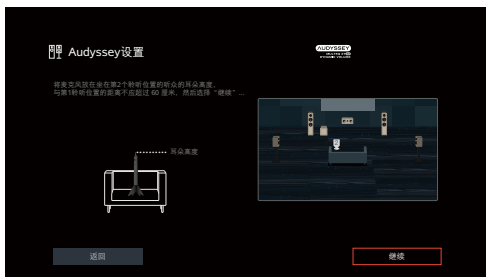 Audyssey设置
AUDYSSEY
将麦克风放在坐在第2个聆听位置的听众的耳朵高度，
与第1聆听位置的距离不应超过 60 厘米，然后选择“继续”...
耳朵高度
返回
继续